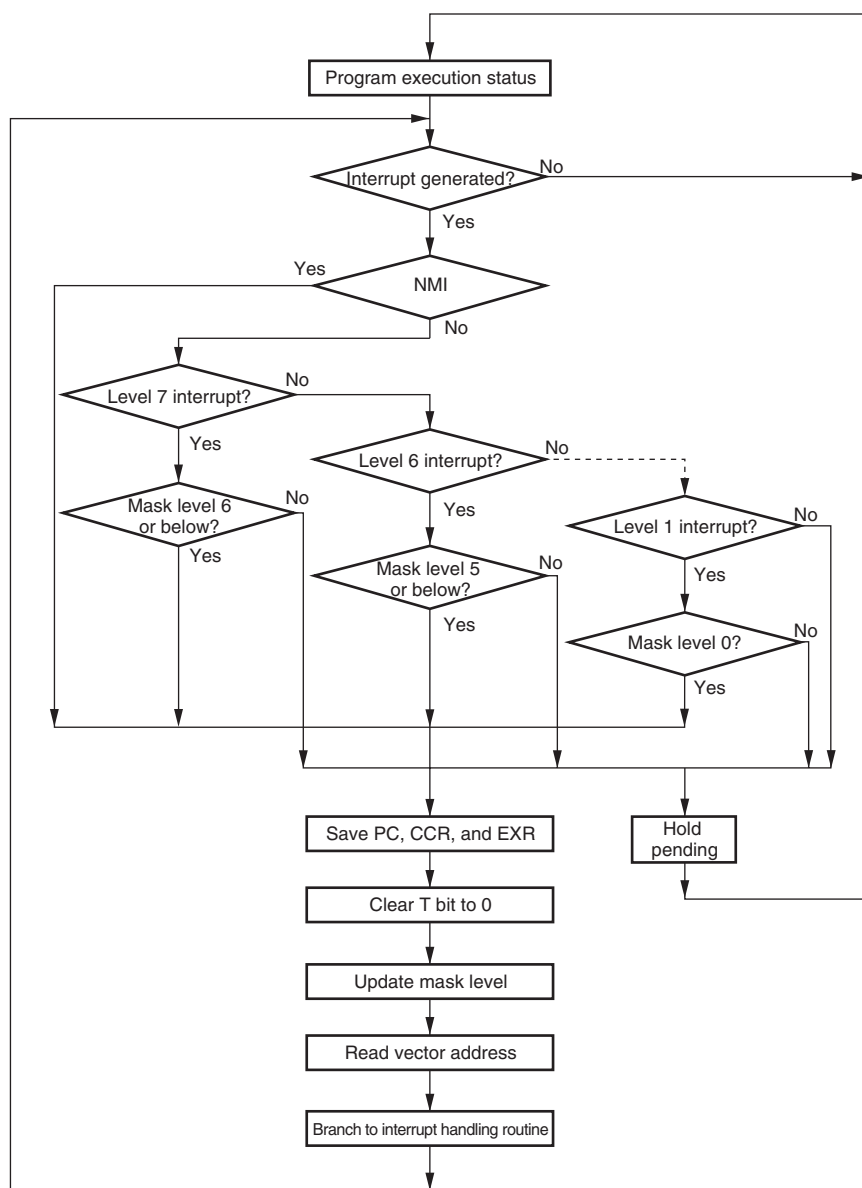 Program execution status
Interrupt generated?
No
Yes
Yes
NMI
No
Level 7 interrupt?
No
Yes
Level 6 interrupt?
No
Yes
Mask level 6
or below?
No
Yes
Level 1 interrupt?
No
Yes
Mask level 5
or below?
No
Yes
Mask level 0?
No
Yes
Save PC, CCR, and EXR
Hold
pending
Clear T bit to 0
Update mask level
Read vector address
Branch to interrupt handling routine